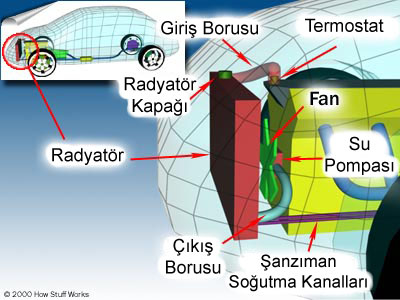 Giriş Borusu
Termostat
Radyatör
Kapağı
Fan
Radyatör
Su
Pompası
Çıkış
Borusu
Şanzıman
Soğutma Kanalları
© 2000 How Stuff Works